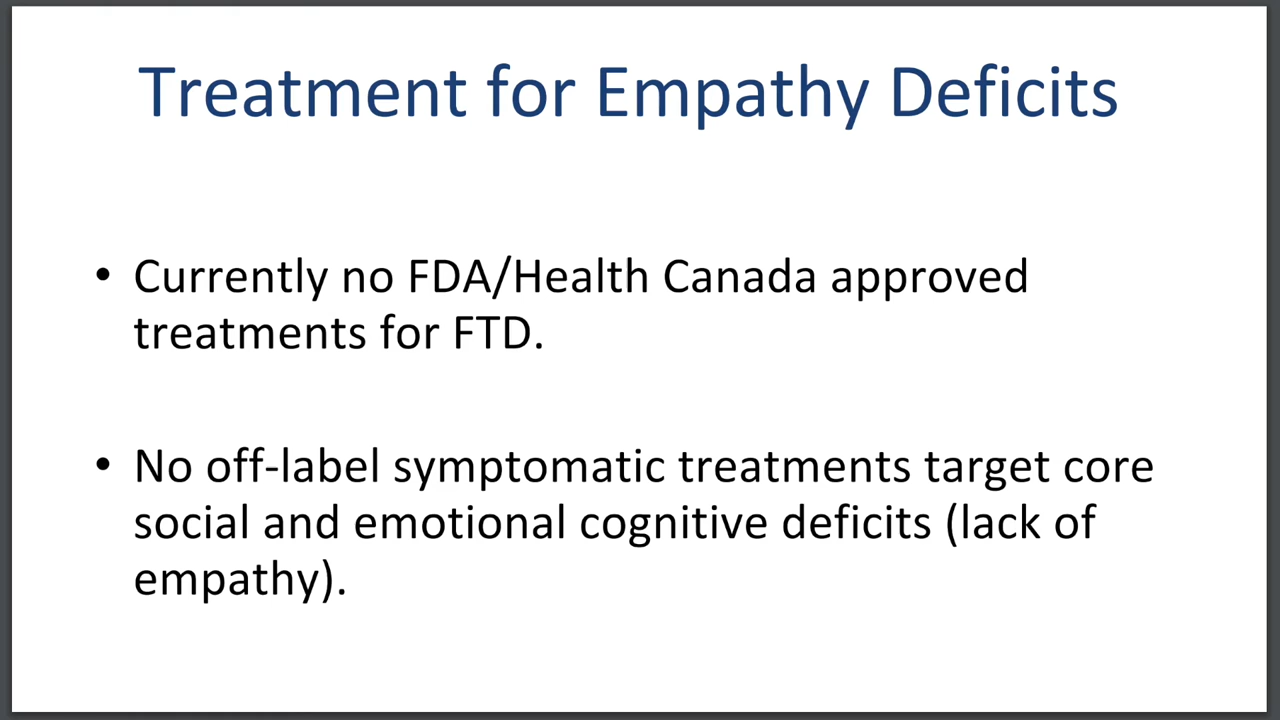 Treatment for Empathy Deficits
• Currently no FDA/Health Canada approved
treatments for FTD.
• No off-label symptomatic treatments target core
social and emotional cognitive deficits (lack of
empathy).